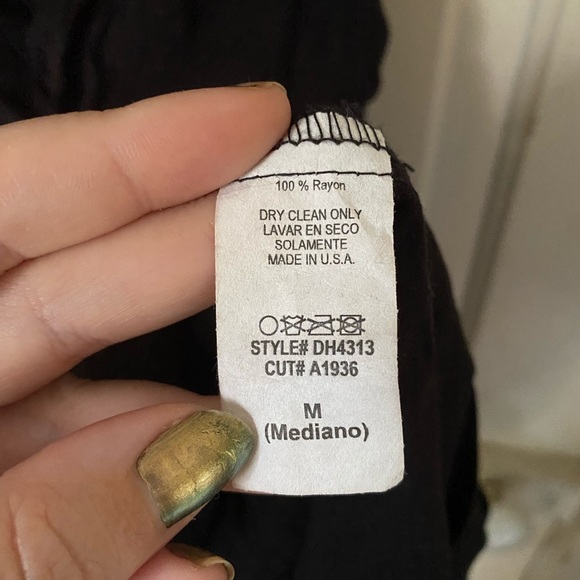 100 % Rayon
DRY CLEAN ONLY
LAVAR EN SECO
SOLAMENTE
MADE IN U.S.A.
STYLE# DH4313
CUT# A1936
M
(Mediano)